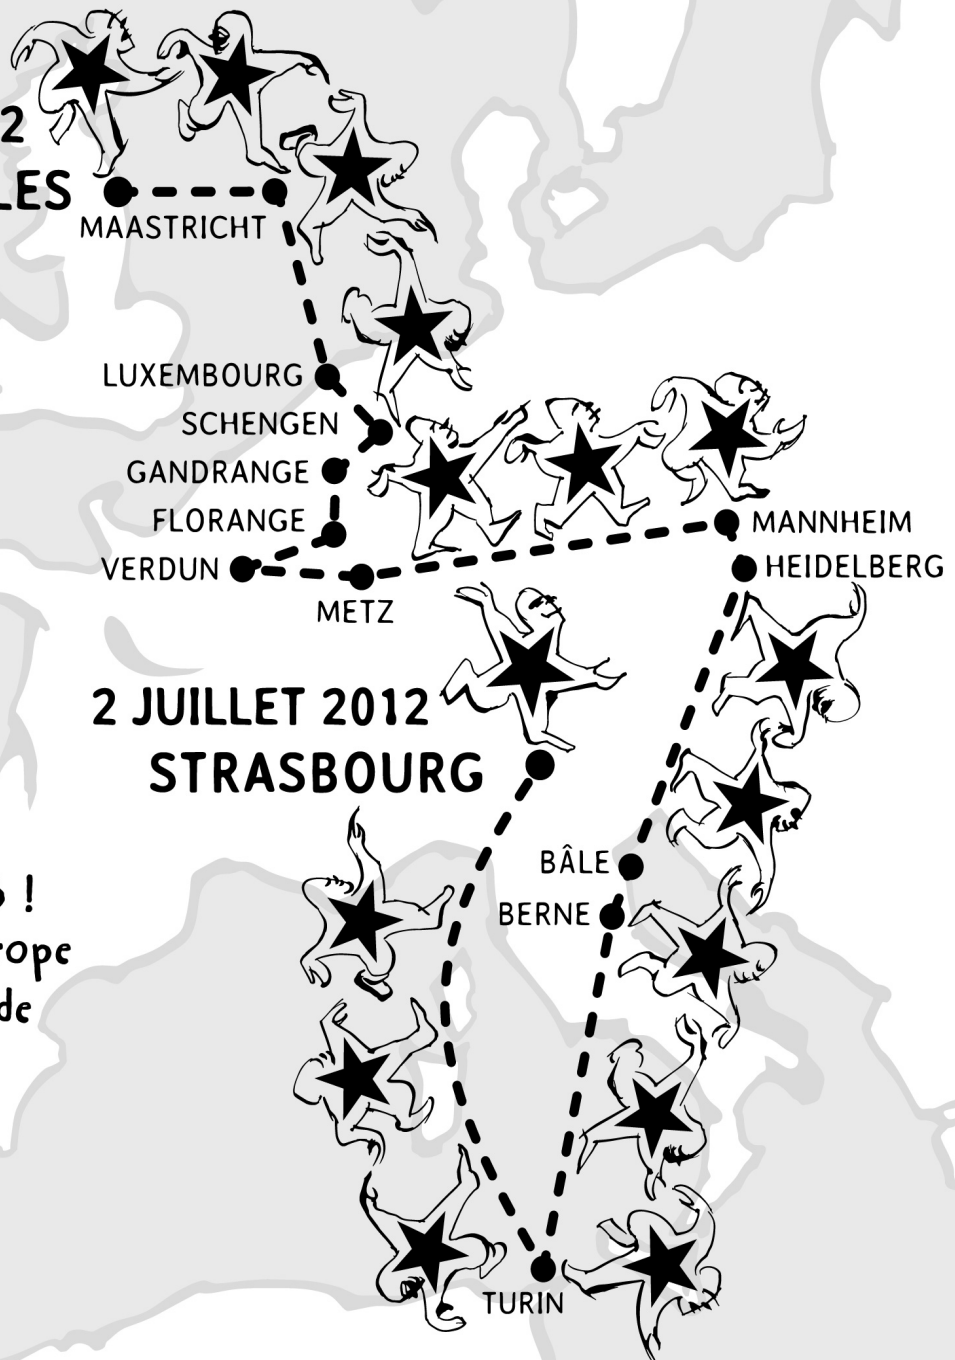 2
LES
MAASTRICHT
LUXEMBOURG
SCHENGEN
GANDRANGE
FLORANGE
VERDUN
METZ
MANNHEIM
HEIDELBERG
2 JUILLET 2012
STRASBOURG
BÂLE
BERNE
!
rope
de
TURIN